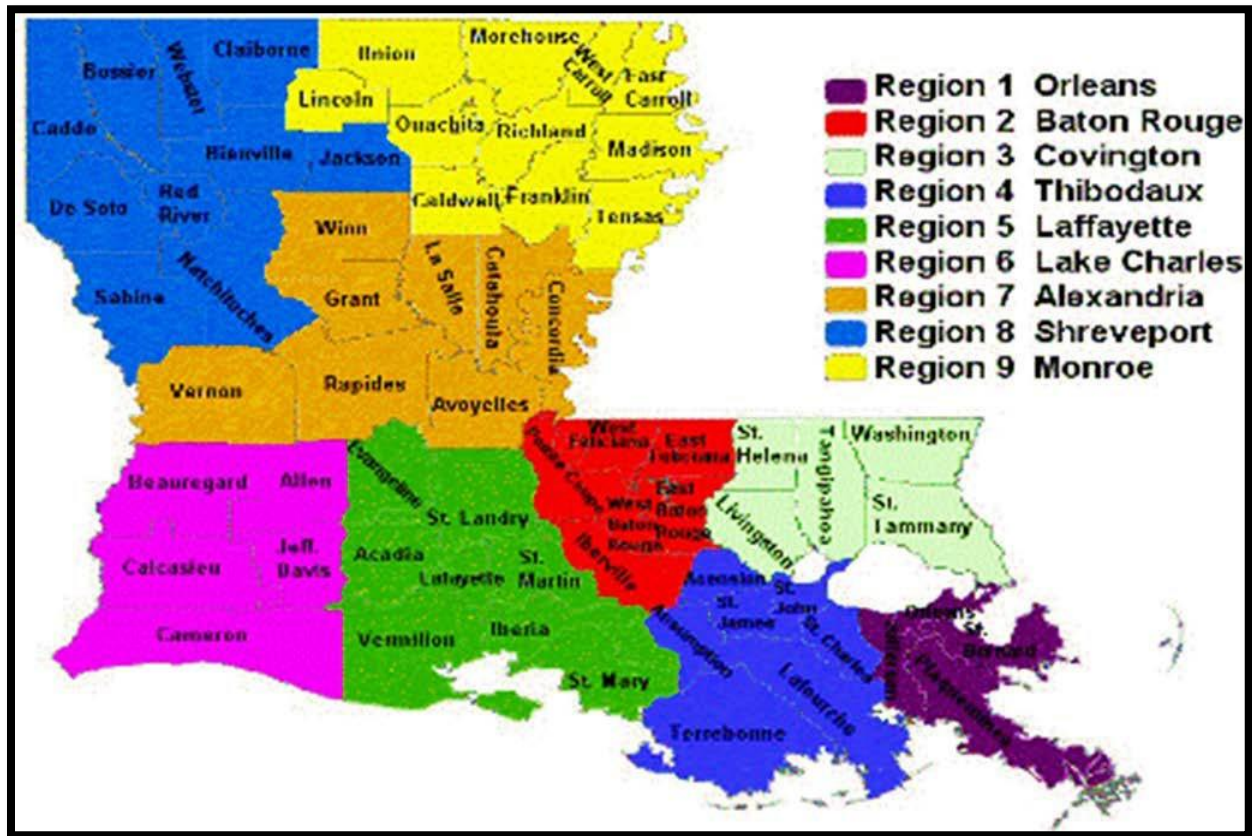 Claiborne
Union
Morehouse
West
Carroll
East
Carroll
Bossier
Webster
Lincoln
Ouachita
Richland
Madison
Caddo
Bienville
Jackson
De Soto
Red
River
Caldwell
Franklin
Tensas
Winn
Sabine
Natchitoches
Grant
La Salle
Catahoula
Concordia
Vernon
Rapides
Avoyelles
Region 1 Orleans
Region 2 Baton Rouge
Region 3 Covington
Region 4 Thibodaux
Region 5 Laffayette
Region 6 Lake Charles
Region 7 Alexandria
Region 8 Shreveport
Region 9 Monroe
Beauregard
Allen
Evangeline
St. Landry
Pointe Coupe
West
Feliciana
East
Feliciana
St.
Helena
Tangipahoa
Washington
West
Baton
Rouge
East
Baton
Rouge
Livingston
St.
Tammany
Calcasieu
Jeff.
Davis
Acadia
Lafayette
St.
Martin
Iberville
Ascension
St.
James
St.
John
St. Charles
Assumption
Orleans
St.
Bernard
Plaquemines
Cameron
Vermilion
Iberia
St. Mary
Lafourche
Terrebonne